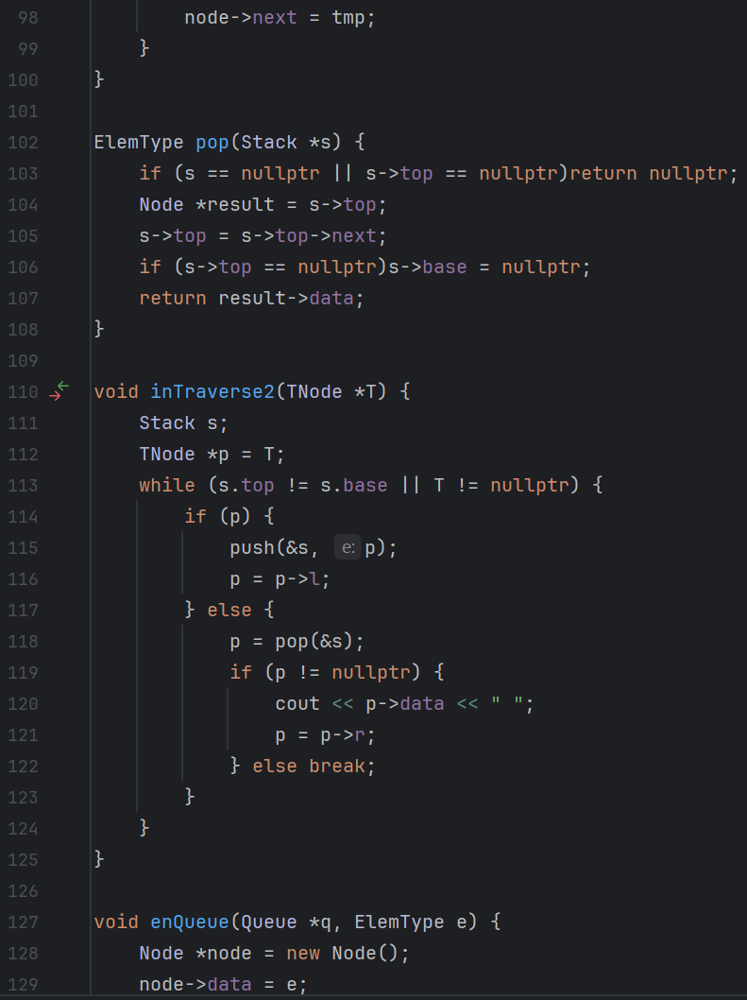 98 node->next = tmp;
99 }
100 }
101
102 ElemType pop(Stack *s) {
103 if (s == nullptr || s->top == nullptr)return nullptr;
104 Node *result = s->top;
105 s->top = s->top->next;
106 if (s->top == nullptr)s->base = nullptr;
107 return result->data;
108 }
109
110 void inTraverse2(TNode *T) {
111 Stack s;
112 TNode *p = T;
113 while (s.top != s.base || T != nullptr) {
114 if (p) {
115 push(&s, e: p);
116 p = p->l;
117 } else {
118 p = pop(&s);
119 if (p != nullptr) {
120 cout << p->data << " ";
121 p = p->r;
122 } else break;
123 }
124 }
125 }
126
127 void enQueue(Queue *q, ElemType e) {
128 Node *node = new Node();
129 node->data = e;